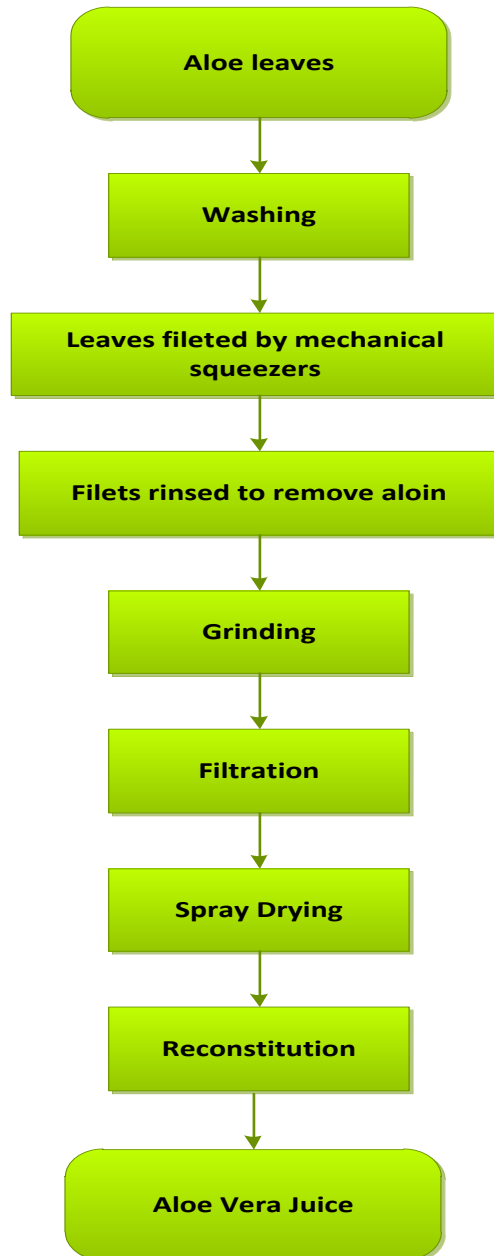 Aloe leaves
Washing
Leaves fileted by mechanical
squeezers
Filets rinsed to remove aloin
Grinding
Filtration
Spray Drying
Reconstitution
Aloe Vera Juice